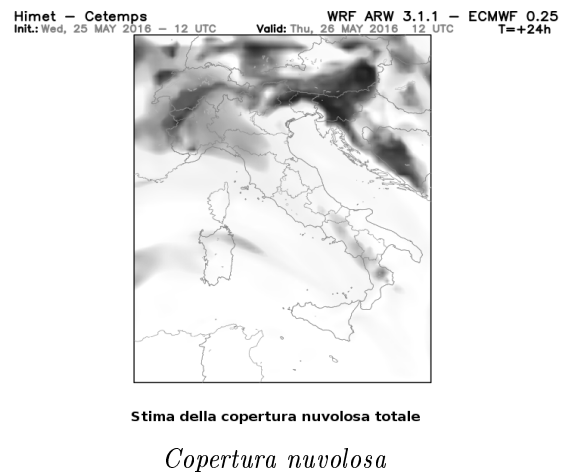 Himet – Cetemps WRF ARW 3.1.1 – ECMWF 0.25
Init.: Wed, 25 MAY 2016 – 12 UTC Valid: Thu, 26 MAY 2016 12 UTC T=+24h
Stima della copertura nuvolosa totale
Copertura nuvolosa